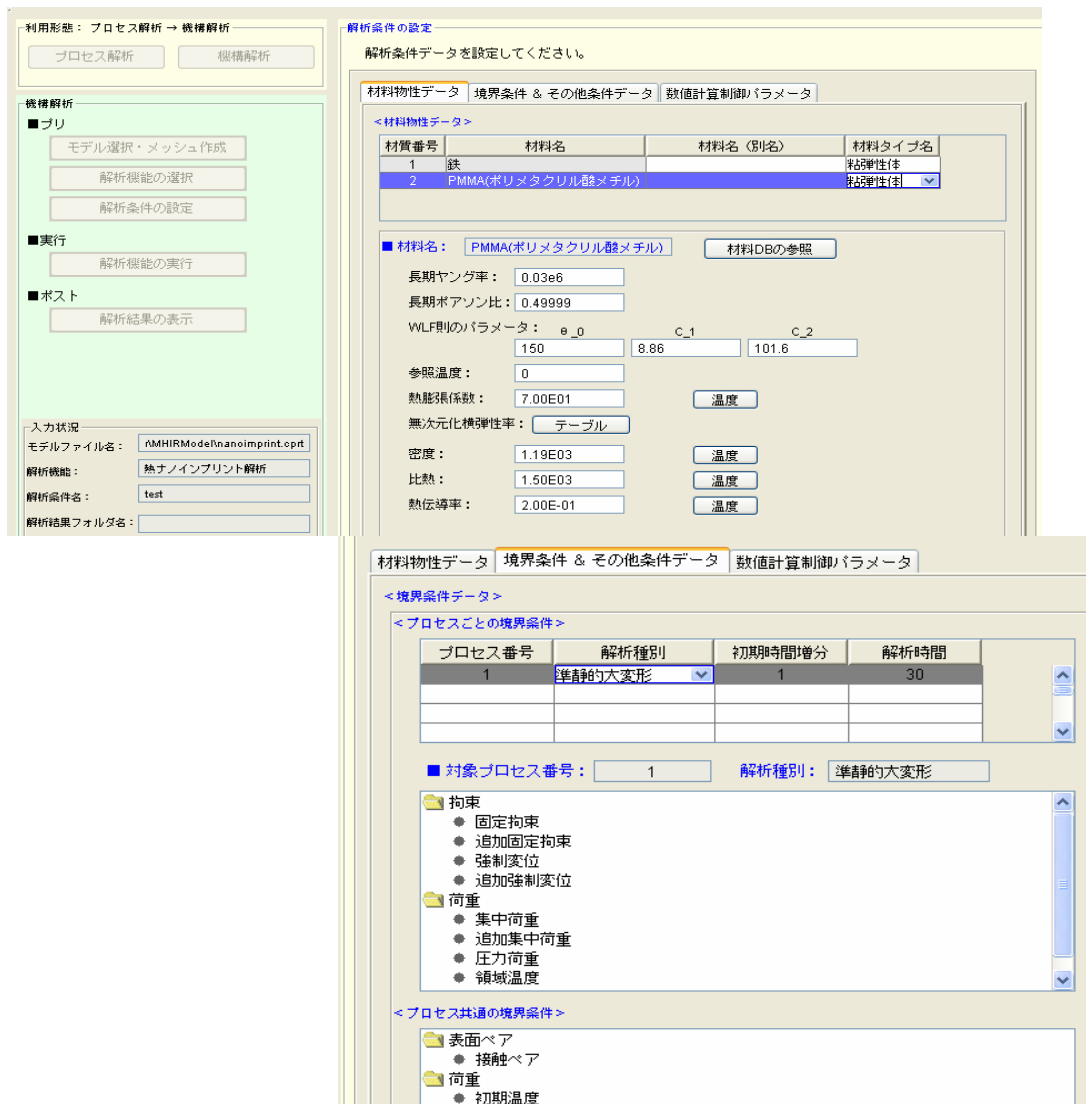 利用形態： プロセス解析 → 機構解析
プロセス解析 機構解析
機構解析
■プリ
モデル選択・メッシュ作成
解析機能の選択
解析条件の設定
■実行
解析機能の実行
■ポスト
解析結果の表示
入力状況
モデルファイル名： r\MHIRModel\nanoimprint.cprt
解析機能： 熱ナノインプリント解析
解析条件名： test
解析結果フォルダ名：
解析条件の設定
解析条件データを設定してください。
材料物性データ 境界条件 & その他条件データ 数値計算制御パラメータ
<材料物性データ>
材質番号 材料名 材料名（別名） 材料タイプ名
1 鉄 粘弾性体
2 PMMA(ポリメタクリル酸メチル) 粘弾性体
■ 材料名： PMMA(ポリメタクリル酸メチル) 材料DBの参照
長期ヤング率： 0.03e6
長期ポアソン比： 0.49999
WLF則のパラメータ： θ_0 C_1 C_2
150 8.86 101.6
参照温度： 0
熱膨張係数： 7.00E01 温度
無次元化横弾性率： テーブル
密度： 1.19E03 温度
比熱： 1.50E03 温度
熱伝導率： 2.00E-01 温度
材料物性データ 境界条件 & その他条件データ 数値計算制御パラメータ
<境界条件データ>
<プロセスごとの境界条件>
プロセス番号 解析種別 初期時間増分 解析時間
1 準静的大変形 1 30
■ 対象プロセス番号： 1 解析種別： 準静的大変形
拘束
固定拘束
追加固定拘束
強制変位
追加強制変位
荷重
集中荷重
追加集中荷重
圧力荷重
領域温度
<プロセス共通の境界条件>
表面ペア
接触ペア
荷重
初期温度